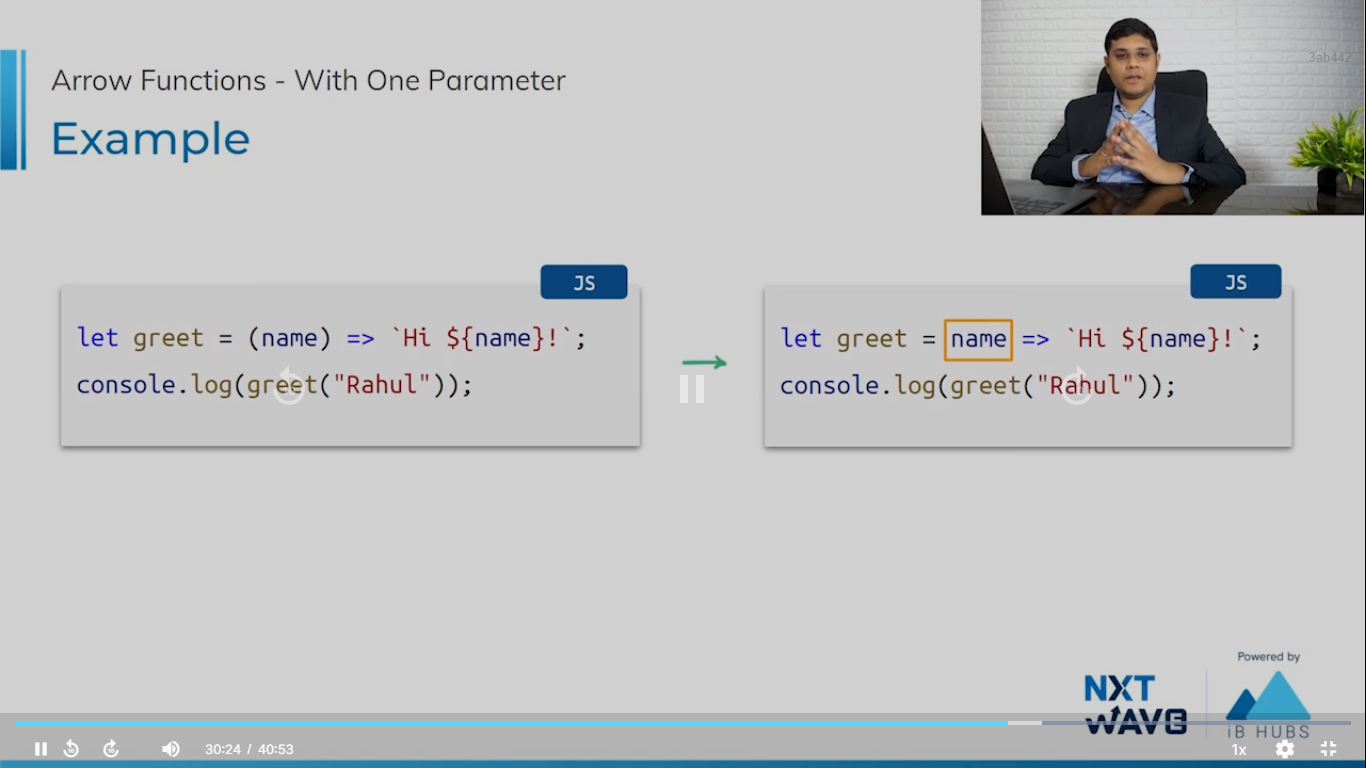 Arrow Functions - With One Parameter
Example
3ab442
JS
let greet = (name) => `Hi ${name}!`;
console.log(greet("Rahul"));
JS
let greet = name => `Hi ${name}!`;
console.log(greet("Rahul"));
Powered by
NXT
WAVE
iB HUBS
30:24 / 40:53
1x